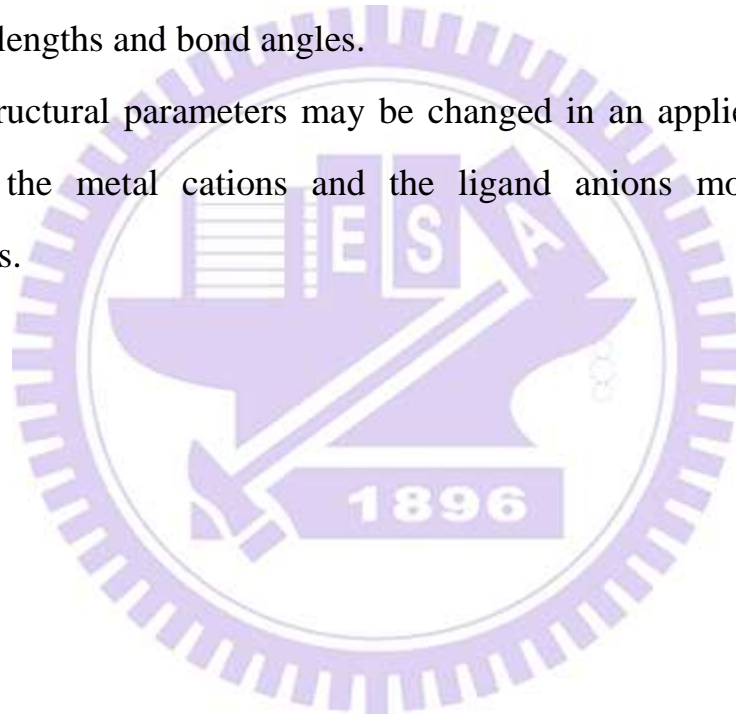 lengths and bond angles.
ructural parameters may be changed in an applie
the metal cations and the ligand anions mo
s.
E S A
1896